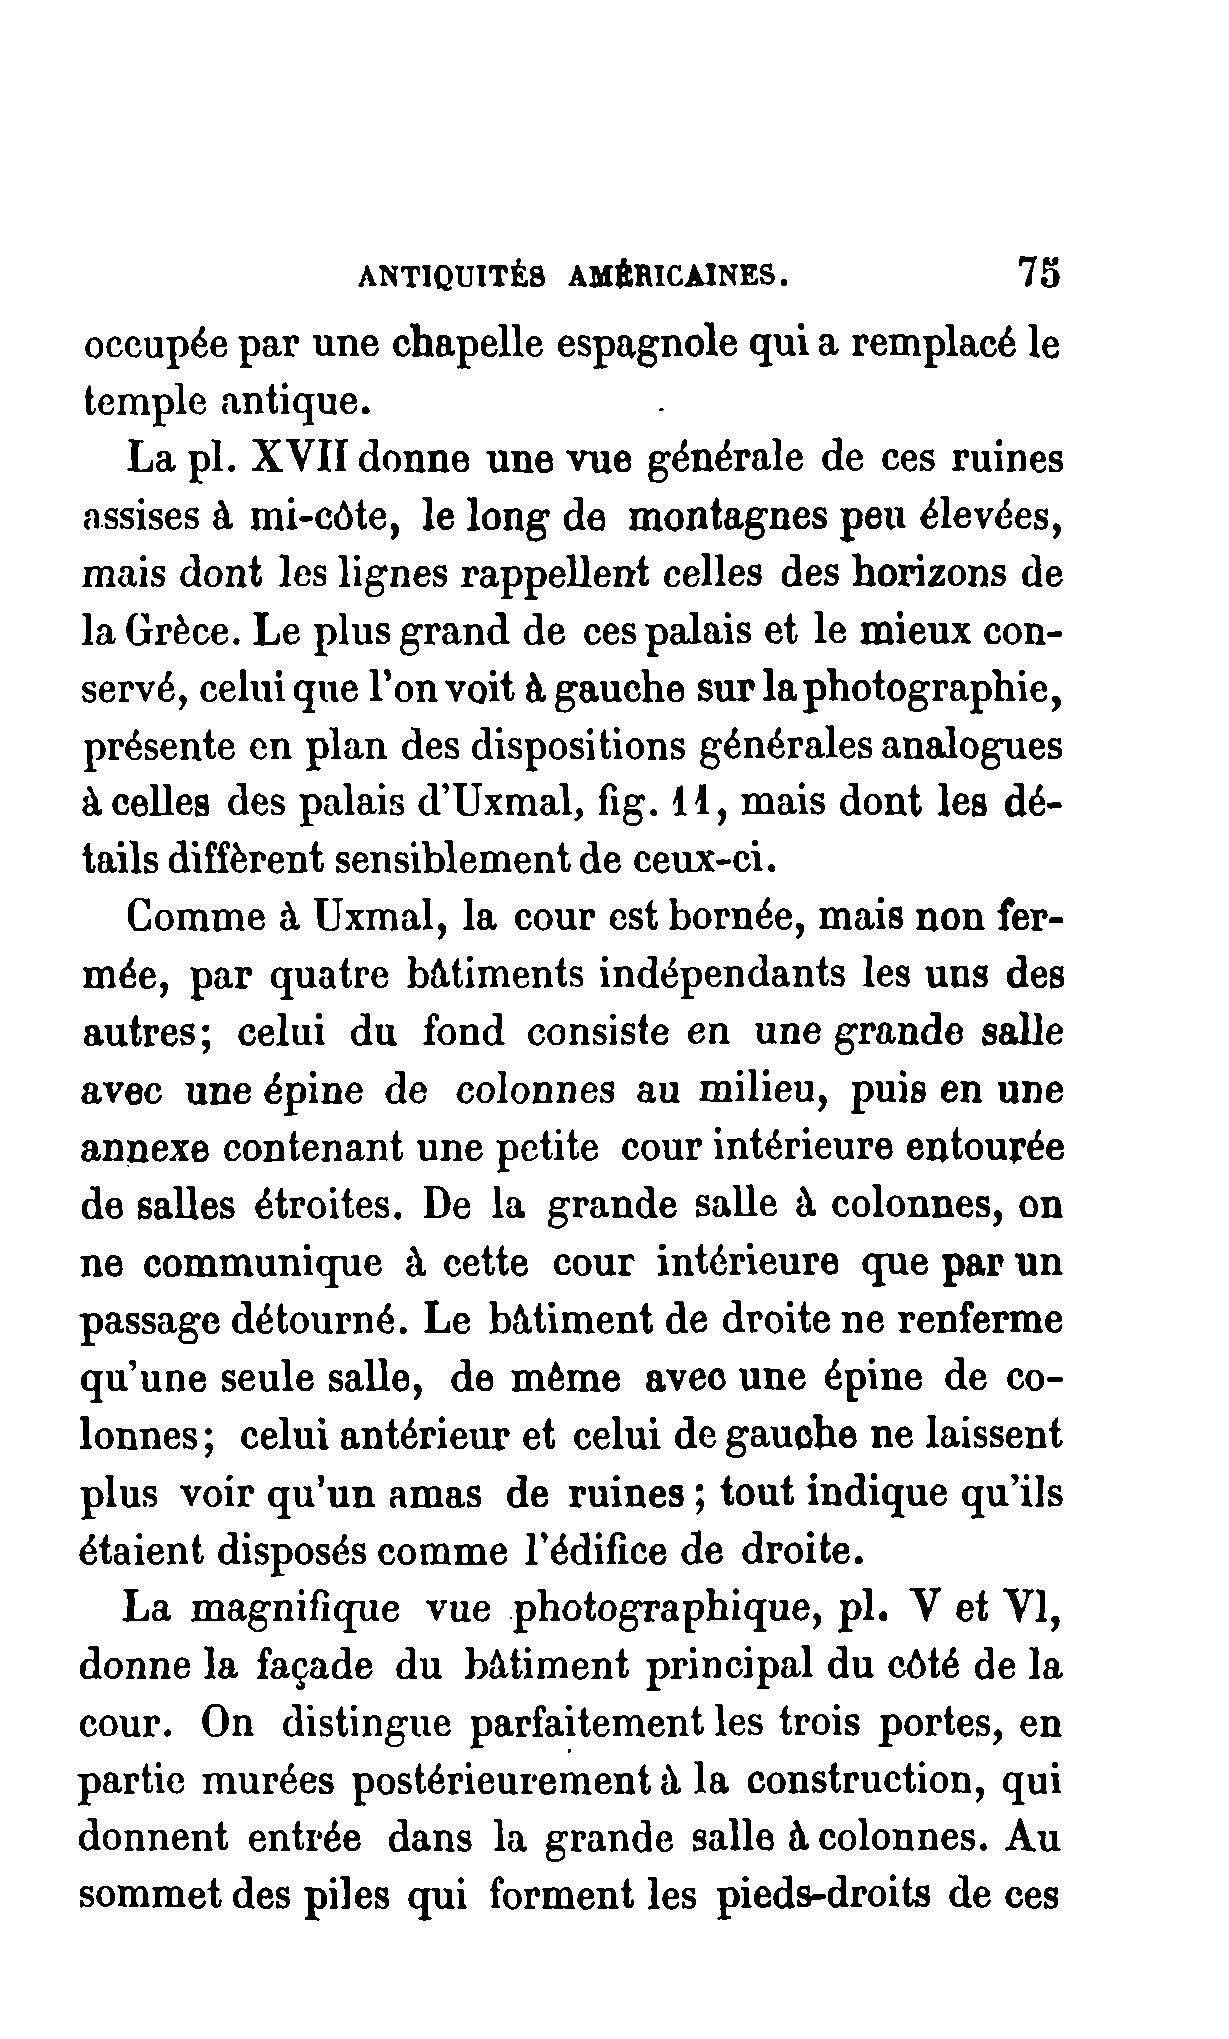 ANTIQUITÉS AMÉRICAINES. 75
occupée par une chapelle espagnole qui a remplacé le
temple antique.
La pl. XVII donne une vue générale de ces ruines
assises à mi-côte, le long de montagnes peu élevées,
mais dont les lignes rappellent celles des horizons de
la Grèce. Le plus grand de ces palais et le mieux con-
servé, celui que l'on voit à gauche sur la photographie,
présente en plan des dispositions générales analogues
à celles des palais d'Uxmal, fig. 11, mais dont les dé-
tails diffèrent sensiblement de ceux-ci.
Comme à Uxmal, la cour est bornée, mais non fer-
mée, par quatre bâtiments indépendants les uns des
autres; celui du fond consiste en une grande salle
avec une épine de colonnes au milieu, puis en une
annexe contenant une petite cour intérieure entourée
de salles étroites. De la grande salle à colonnes, on
ne communique à cette cour intérieure que par un
passage détourné. Le bâtiment de droite ne renferme
qu'une seule salle, de même avec une épine de co-
lonnes; celui antérieur et celui de gauche ne laissent
plus voir qu'un amas de ruines; tout indique qu'ils
étaient disposés comme l'édifice de droite.
La magnifique vue photographique, pl. V et VI,
donne la façade du bâtiment principal du côté de la
cour. On distingue parfaitement les trois portes, en
partie murées postérieurement à la construction, qui
donnent entrée dans la grande salle à colonnes. Au
sommet des piles qui forment les pieds-droits de ces